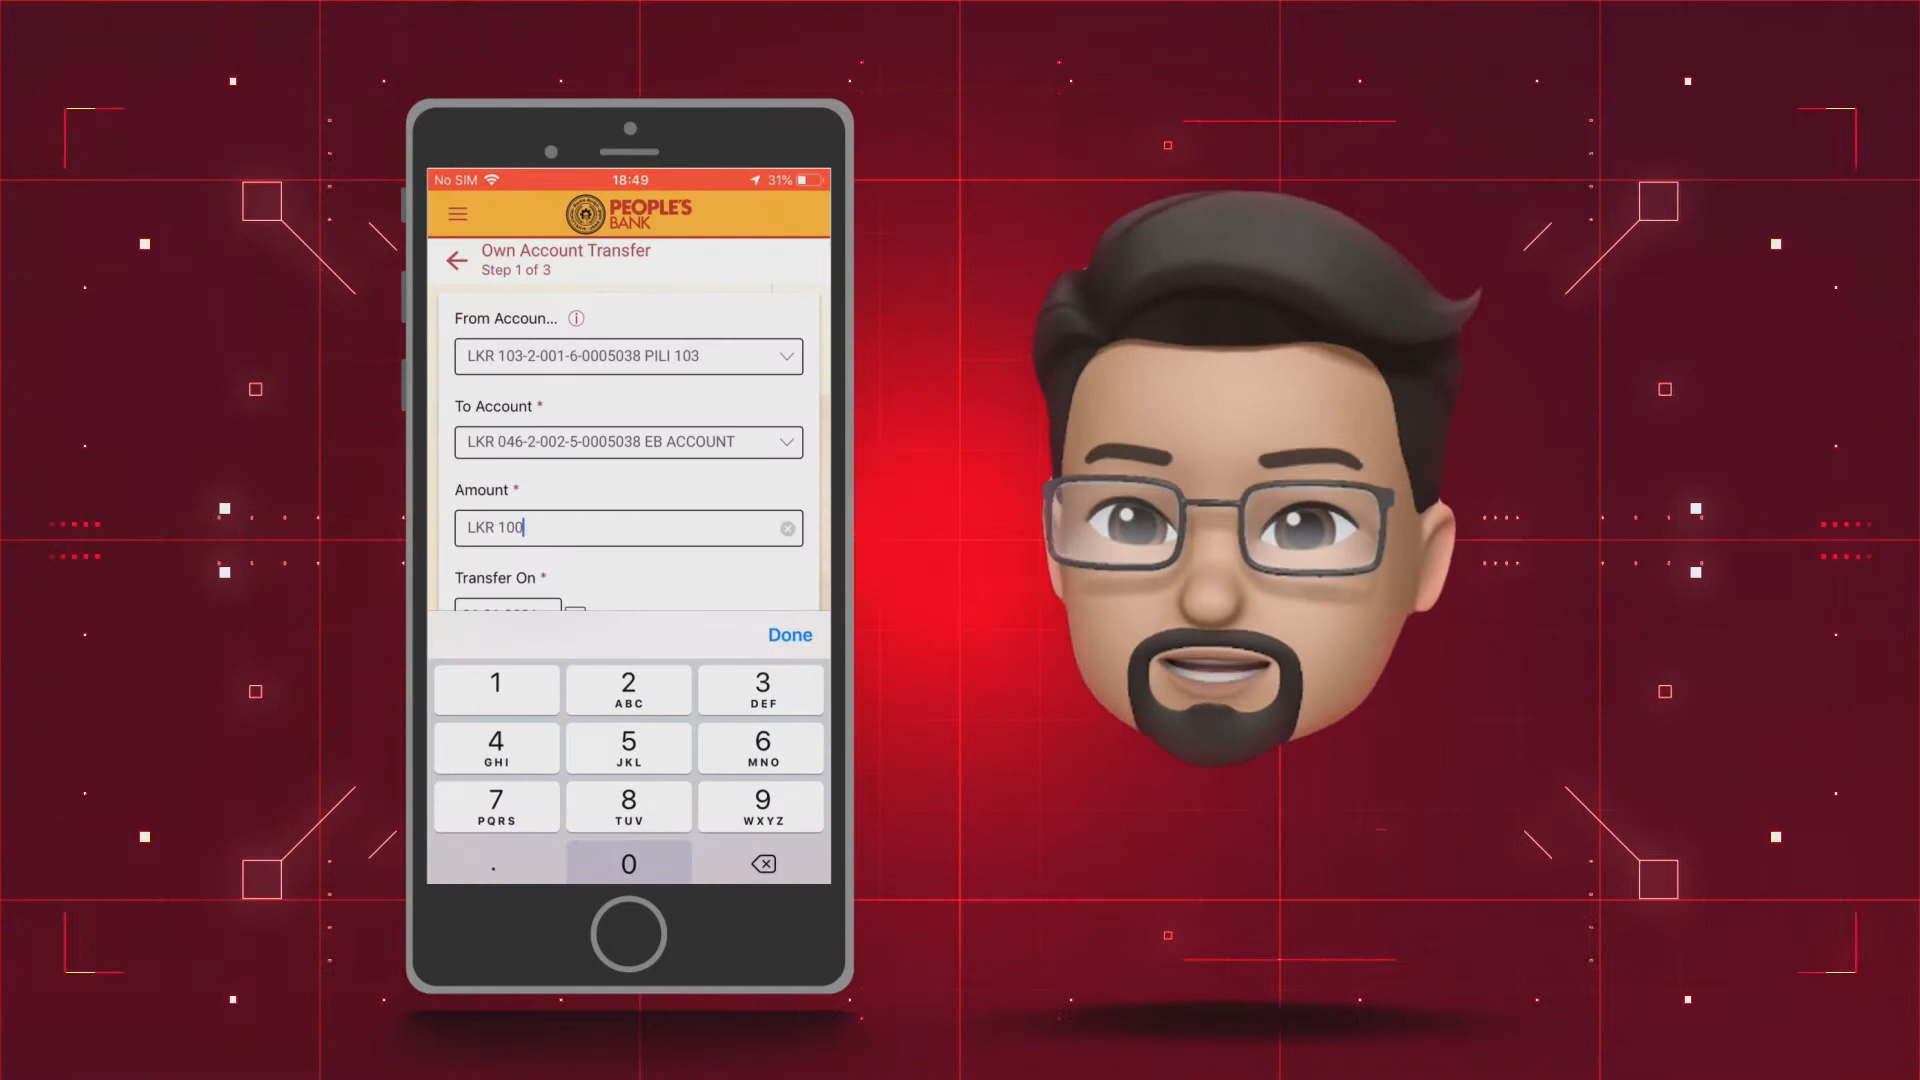 No SIM 18:49 31%
PEOPLE'S
BANK
Own Account Transfer
Step 1 of 3
From Accoun...
LKR 103-2-001-6-0005038 PILI 103
To Account *
LKR 046-2-002-5-0005038 EB ACCOUNT
Amount *
LKR 100
Transfer On *
Done
1 2 3
ABC DEF
4 5 6
GHI JKL MNO
7 8 9
PQRS TUV WXYZ
. 0